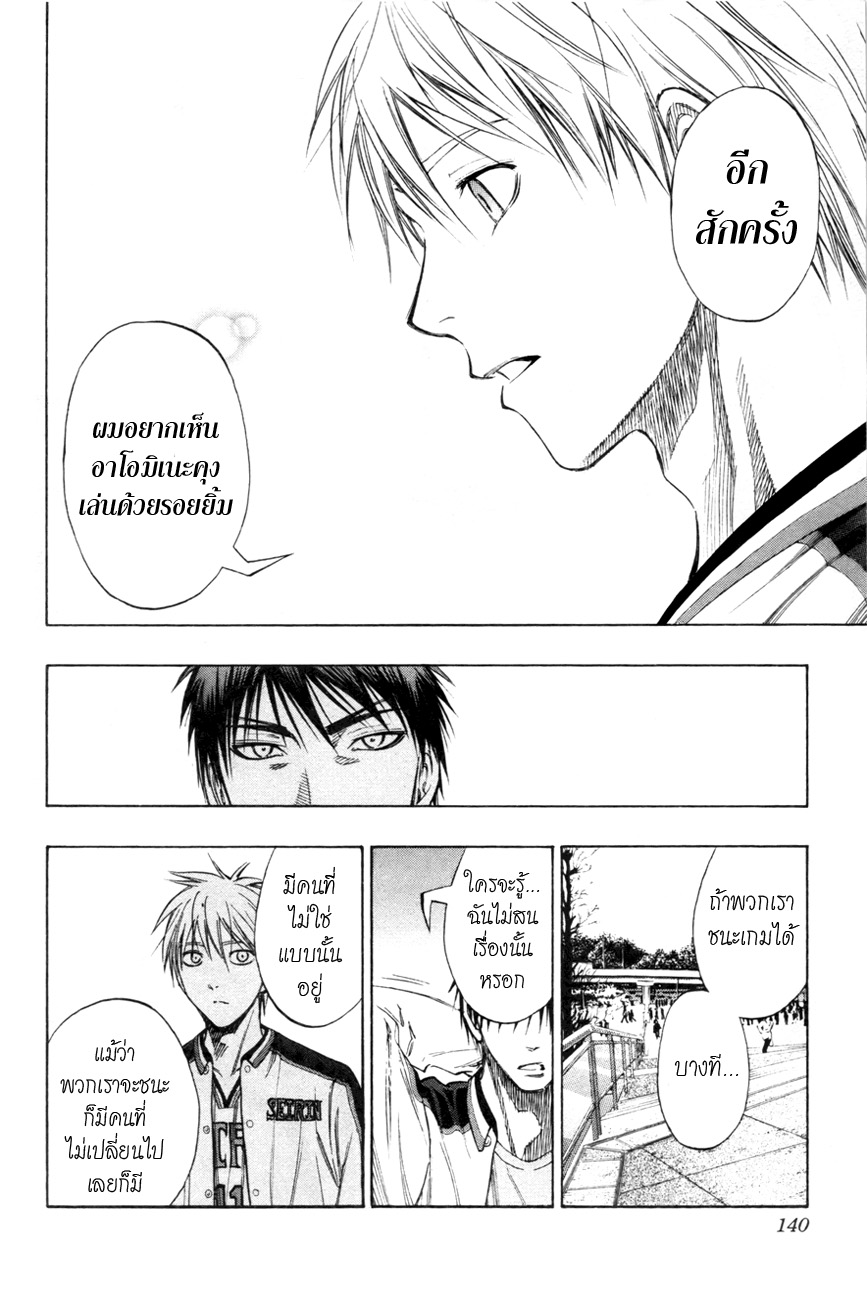 อีก
สักครั้ง
ผมอยากเห็น
อาโอมิเนะคุง
เล่นด้วยรอยยิ้ม
ถ้าพวกเรา
ชนะเกมได้
บางที...
ใครจะรู้...
ฉันไม่สน
เรื่องนั้น
หรอก
มีคนที่
ไม่ใช่
แบบนั้น
อยู่
แม้ว่า
พวกเราจะชนะ
ก็มีคนที่
ไม่เปลี่ยนไป
เลยก็มี
SEIRIN
11
140